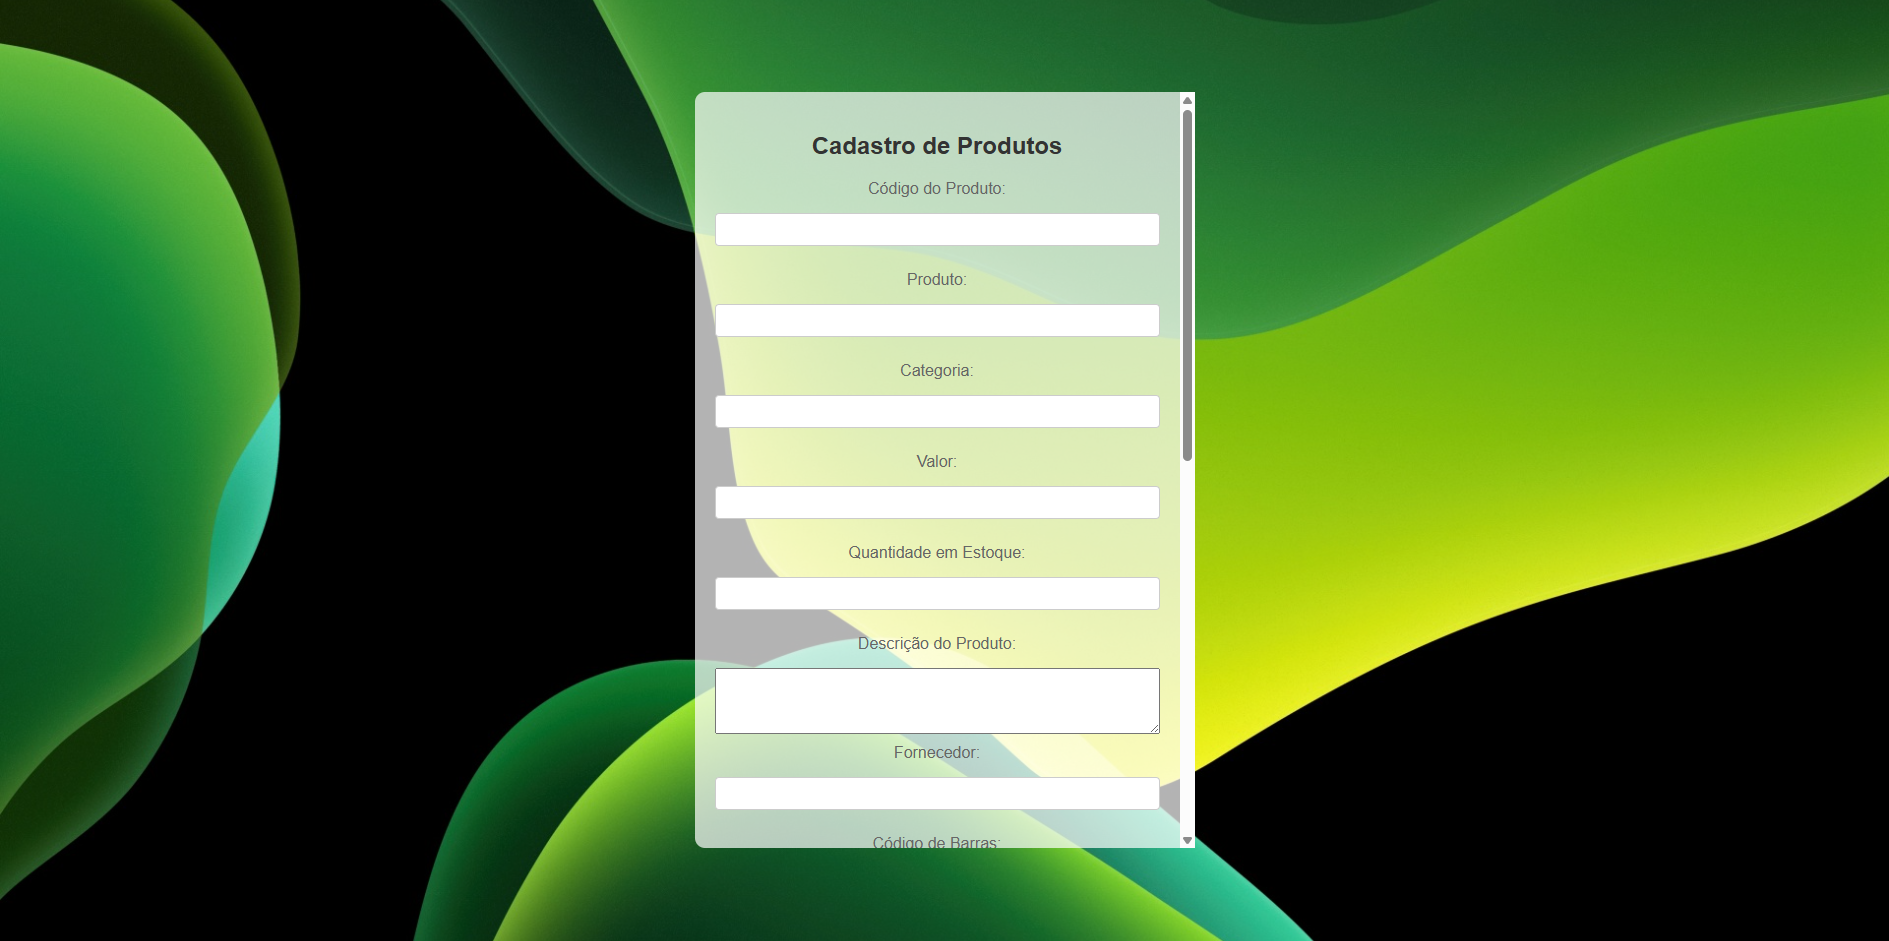 Cadastro de Produtos
Código do Produto:
Produto:
Categoria:
Valor:
Quantidade em Estoque:
Descrição do Produto:
Fornecedor:
Código de Barras: